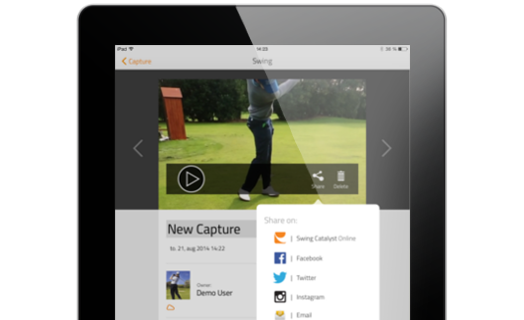 iPad 14:22 38 %
Capture Swing
Share Delete
New Capture
to. 21, aug 2014 14:22
Owner:
Demo User
Share on:
| Swing Catalyst Online
| Facebook
| Twitter
| Instagram
| Email